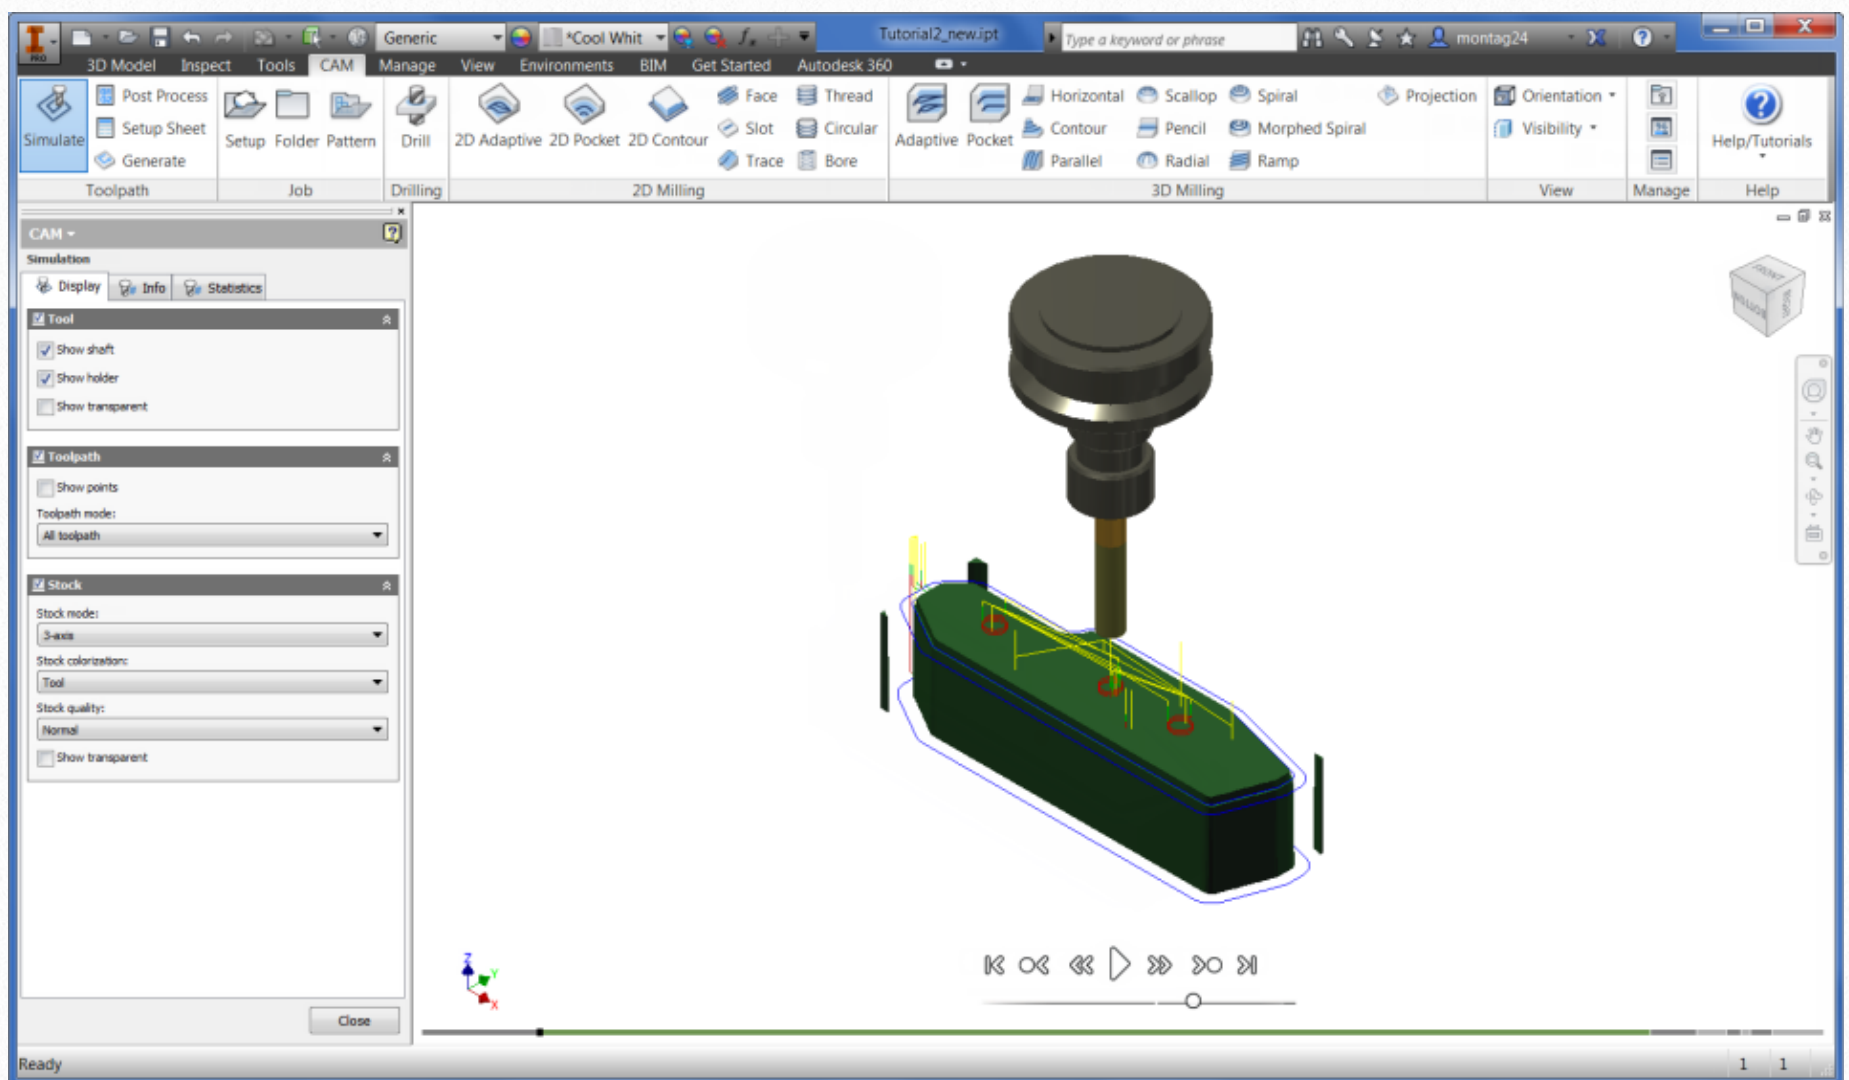 PRO
Generic
*Cool Whit
Tutorial2_new.ipt
Type a keyword or phrase
montag24
3D Model Inspect Tools CAM Manage View Environments BIM Get Started Autodesk 360
Simulate
Post Process
Setup Sheet
Generate
Toolpath
Setup Folder Pattern
Job
Drill
Drilling
2D Adaptive 2D Pocket 2D Contour
Face
Slot
Trace
Thread
Circular
Bore
2D Milling
Adaptive Pocket
Horizontal
Contour
Parallel
Scallop
Pencil
Radial
Spiral
Morphed Spiral
Ramp
Projection
3D Milling
Orientation
Visibility
View
Manage
Help/Tutorials
Help
CAM
Simulation
Display Info Statistics
Tool
Show shaft
Show holder
Show transparent
Toolpath
Show points
Toolpath mode:
All toolpath
Stock
Stock mode:
3-axis
Stock colorization:
Tool
Stock quality:
Normal
Show transparent
Close
FRONT
BOTTOM
RIGHT
Z
Y
X
Ready
1 1